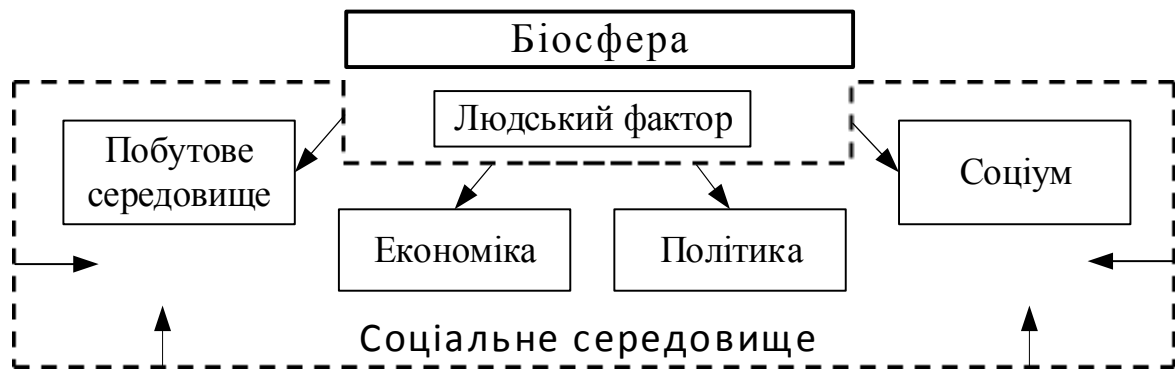 Біосфера
Людський фактор
Побутове
середовище
Соціум
Економіка
Політика
Соціальне середовище